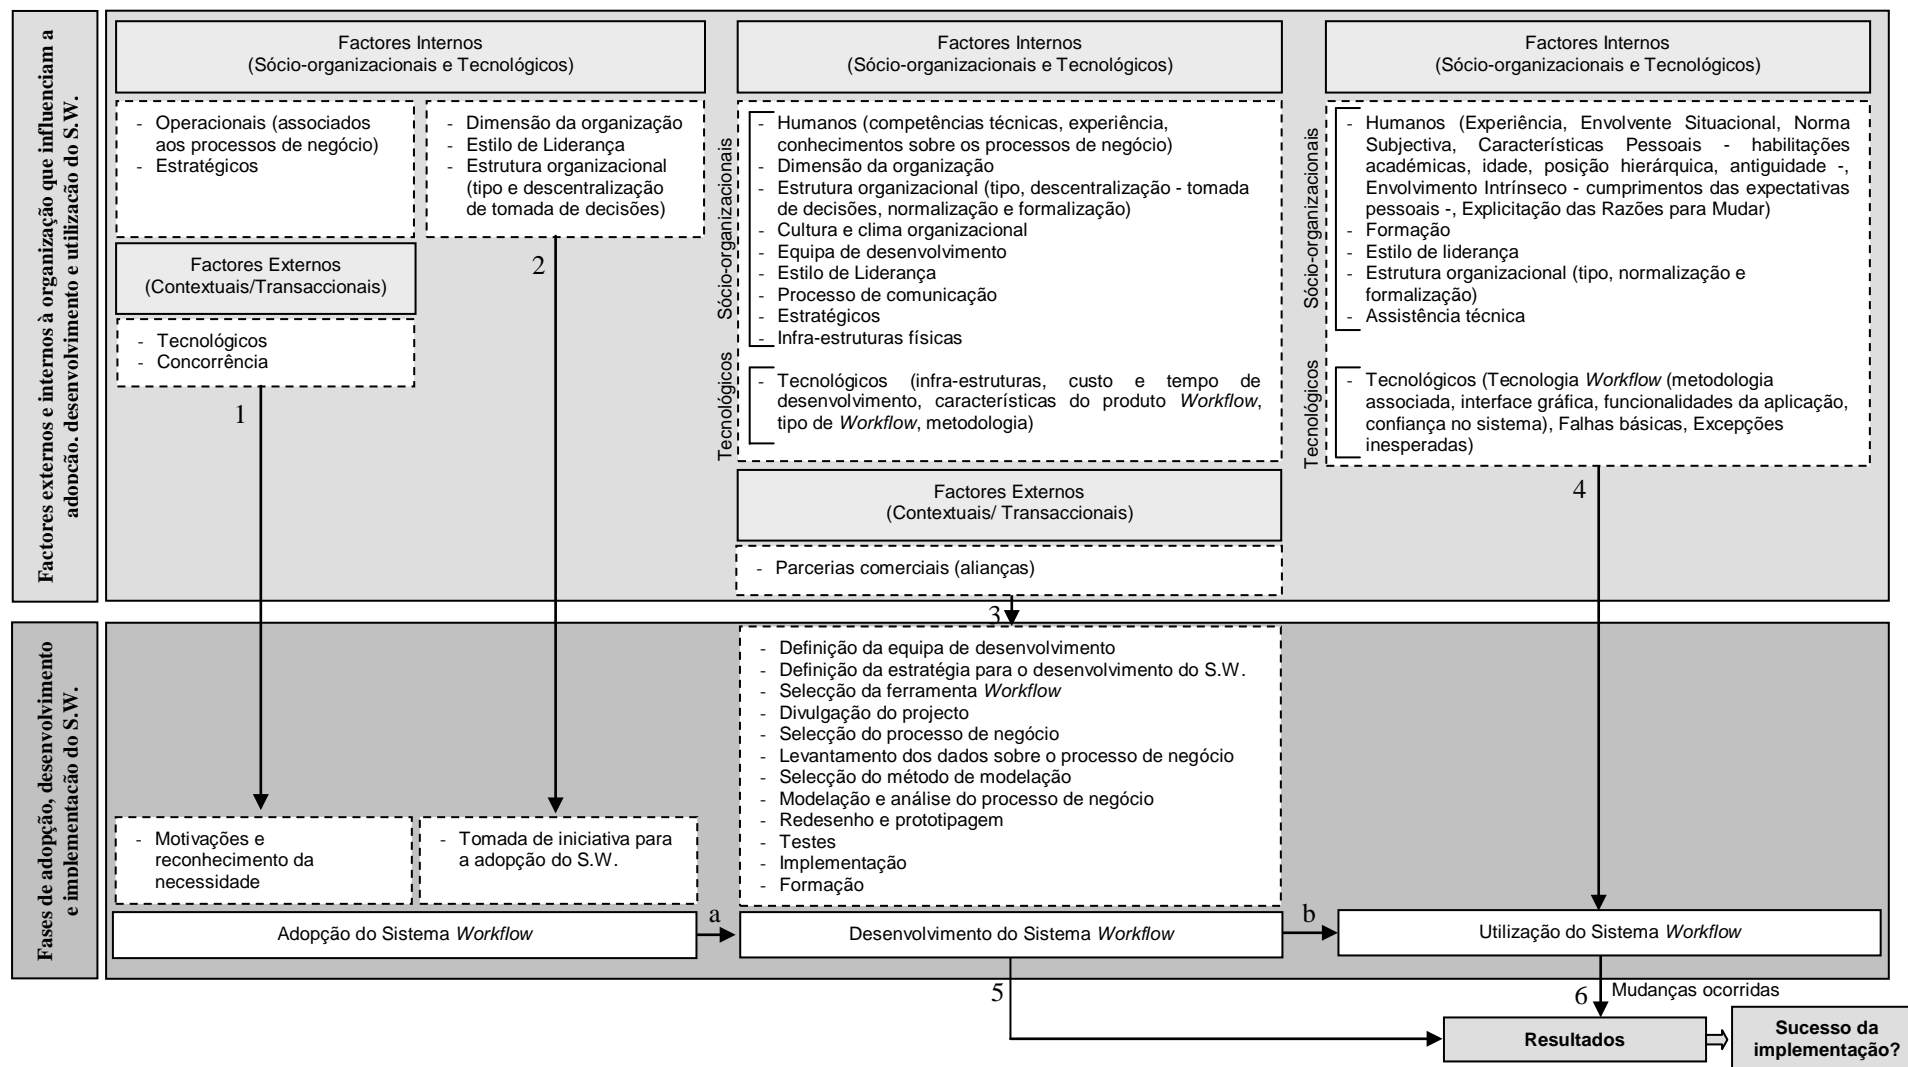 Factores externos e internos à organização que influenciam a
adopção. desenvolvimento e utilização do S.W.
Factores Internos
(Sócio-organizacionais e Tecnológicos)
- Operacionais (associados
aos processos de negócio)
- Estratégicos
- Dimensão da organização
- Estilo de Liderança
- Estrutura organizacional
(tipo e descentralização
de tomada de decisões)
Factores Externos
(Contextuais/Transaccionais)
- Tecnológicos
- Concorrência
1
2
Factores Internos
(Sócio-organizacionais e Tecnológicos)
Sócio-organizacionais
- Humanos (competências técnicas, experiência,
conhecimentos sobre os processos de negócio)
- Dimensão da organização
- Estrutura organizacional (tipo, descentralização - tomada
de decisões, normalização e formalização)
- Cultura e clima organizacional
- Equipa de desenvolvimento
- Estilo de Liderança
- Processo de comunicação
- Estratégicos
- Infra-estruturas físicas
Tecnológicos
- Tecnológicos (infra-estruturas, custo e tempo de
desenvolvimento, características do produto Workflow,
tipo de Workflow, metodologia)
Factores Externos
(Contextuais/ Transaccionais)
- Parcerias comerciais (alianças)
3
Factores Internos
(Sócio-organizacionais e Tecnológicos)
Sócio-organizacionais
- Humanos (Experiência, Envolvente Situacional, Norma
Subjectiva, Características Pessoais - habilitações
académicas, idade, posição hierárquica, antiguidade -,
Envolvimento Intrínseco - cumprimentos das expectativas
pessoais -, Explicitação das Razões para Mudar)
- Formação
- Estilo de liderança
- Estrutura organizacional (tipo, normalização e
formalização)
- Assistência técnica
Tecnológicos
- Tecnológicos (Tecnologia Workflow (metodologia
associada, interface gráfica, funcionalidades da aplicação,
confiança no sistema), Falhas básicas, Excepções
inesperadas)
4
Fases de adopção, desenvolvimento
e implementação do S.W.
- Motivações e
reconhecimento da
necessidade
- Tomada de iniciativa para
a adopção do S.W.
Adopção do Sistema Workflow
a
- Definição da equipa de desenvolvimento
- Definição da estratégia para o desenvolvimento do S.W.
- Selecção da ferramenta Workflow
- Divulgação do projecto
- Selecção do processo de negócio
- Levantamento dos dados sobre o processo de negócio
- Selecção do método de modelação
- Modelação e análise do processo de negócio
- Redesenho e prototipagem
- Testes
- Implementação
- Formação
Desenvolvimento do Sistema Workflow
b
Utilização do Sistema Workflow
5
6
Mudanças ocorridas
Resultados
Sucesso da
implementação?